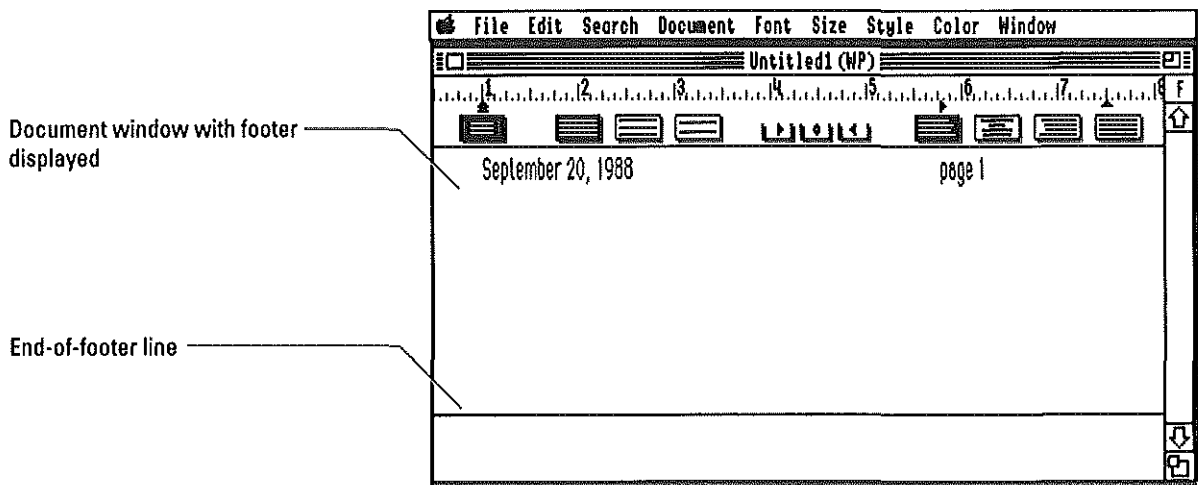 File Edit Search Document Font Size Style Color Window
Untitled1 (WP)
1 2 3 4 5 6 7 8 F
Document window with footer
displayed
September 20, 1988 page 1
End-of-footer line